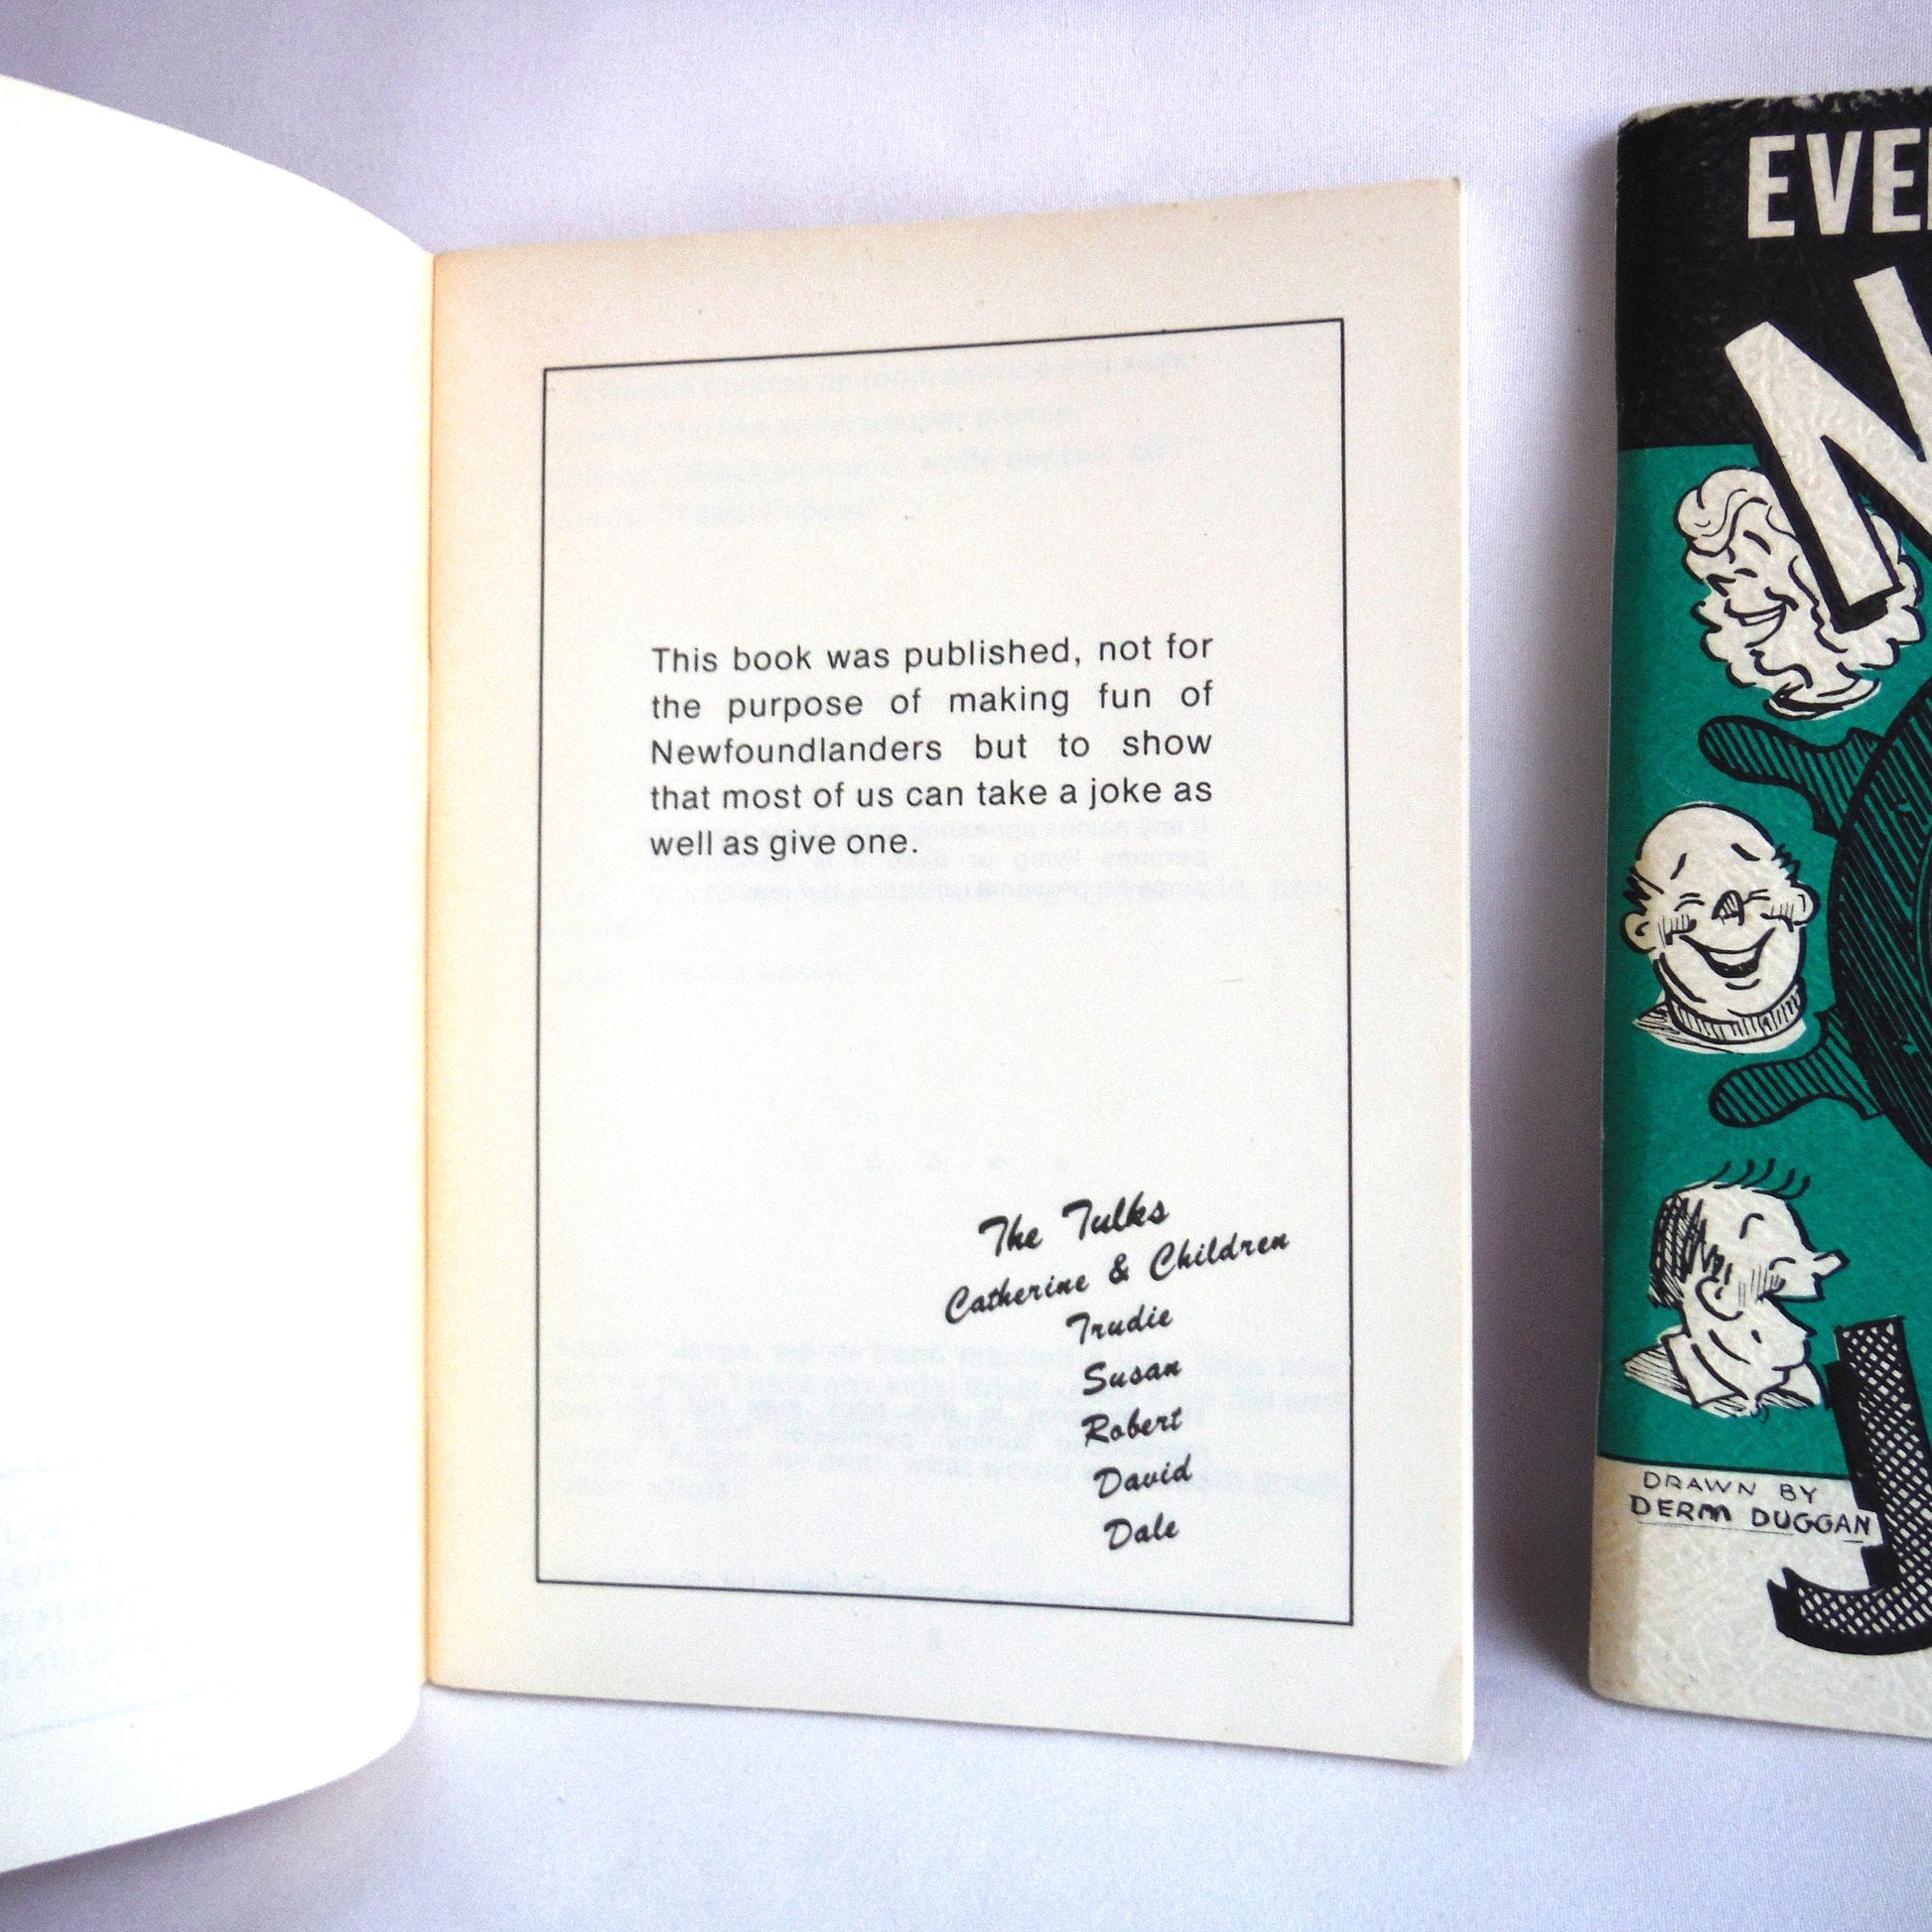 This book was published, not for
the purpose of making fun of
Newfoundlanders but to show
that most of us can take a joke as
well as give one.
The Tulks
Catherine & Children
Trudie
Susan
Robert
David
Dale
EVE
N
J
DRAWN BY
DERM DUGGAN